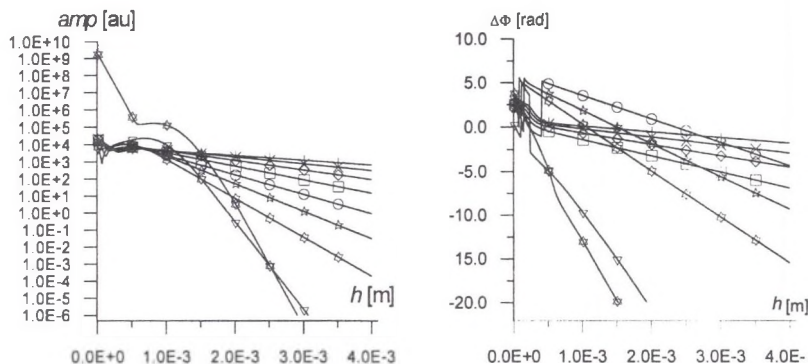 amp [au]
1.0E+10
1.0E+9
1.0E+8
1.0E+7
1.0E+6
1.0E+5
1.0E+4
1.0E+3
1.0E+2
1.0E+1
1.0E+0
1.0E-1
1.0E-2
1.0E-3
1.0E-4
1.0E-5
1.0E-6
h [m]
0.0E+0 1.0E-3 2.0E-3 3.0E-3 4.0E-3
ΔΦ [rad]
10.0
5.0
0.0
-5.0
-10.0
-15.0
-20.0
h [m]
0.0E+0 1.0E-3 2.0E-3 3.0E-3 4.0E-3